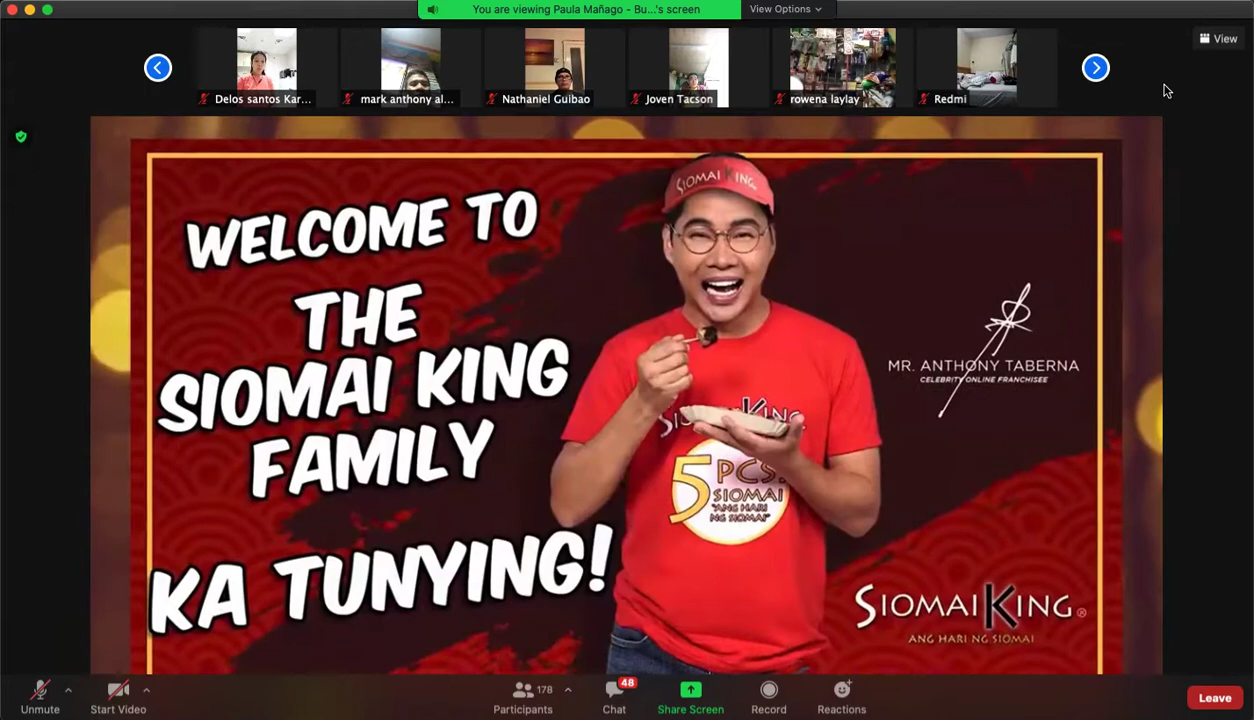 You are viewing Paula Mañago - Bu...'s screen
View Options
View
Delos santos Kar...
mark anthony al...
Nathaniel Guibao
Joven Tacson
rowena laylay
Redmi
WELCOME TO
THE
SIOMAI KING
FAMILY
KA TUNYING!
SIOMAI KING
SIOMAI KING
5 PCS.
SIOMAI
"ANG HARI
NG SIOMAI"
MR. ANTHONY TABERNA
CELEBRITY ONLINE FRANCHISEE
SIOMAI KING®
ANG HARI NG SIOMAI
Unmute
Start Video
178
Participants
48
Chat
Share Screen
Record
Reactions
Leave